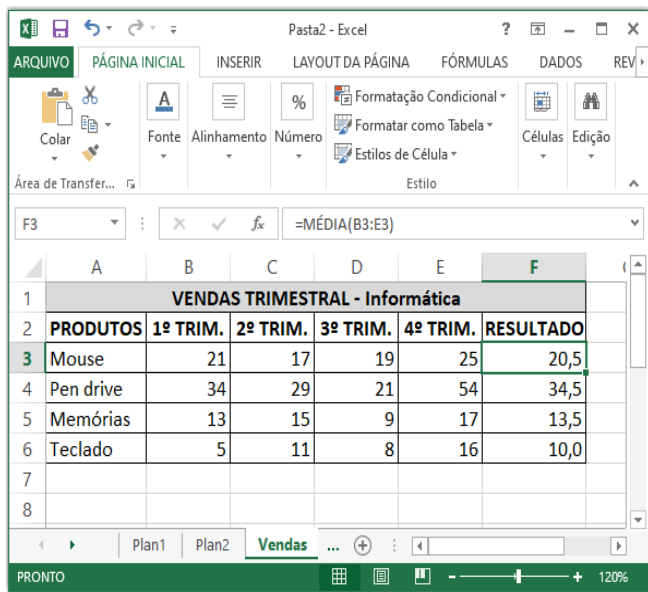 Pasta2 - Excel ?
ARQUIVO PÁGINA INICIAL INSERIR LAYOUT DA PÁGINA FÓRMULAS DADOS REV
Colar Fonte Alinhamento Número Formatação Condicional Formatar como Tabela Estilos de Célula Células Edição
Área de Transfer... Estilo
F3 fx =MÉDIA(B3:E3)
A B C D E F
1 VENDAS TRIMESTRAL - Informática
2 PRODUTOS 1º TRIM. 2º TRIM. 3º TRIM. 4º TRIM. RESULTADO
3 Mouse 21 17 19 25 20,5
4 Pen drive 34 29 21 54 34,5
5 Memórias 13 15 9 17 13,5
6 Teclado 5 11 8 16 10,0
7
8
Plan1 Plan2 Vendas ...
PRONTO 120%